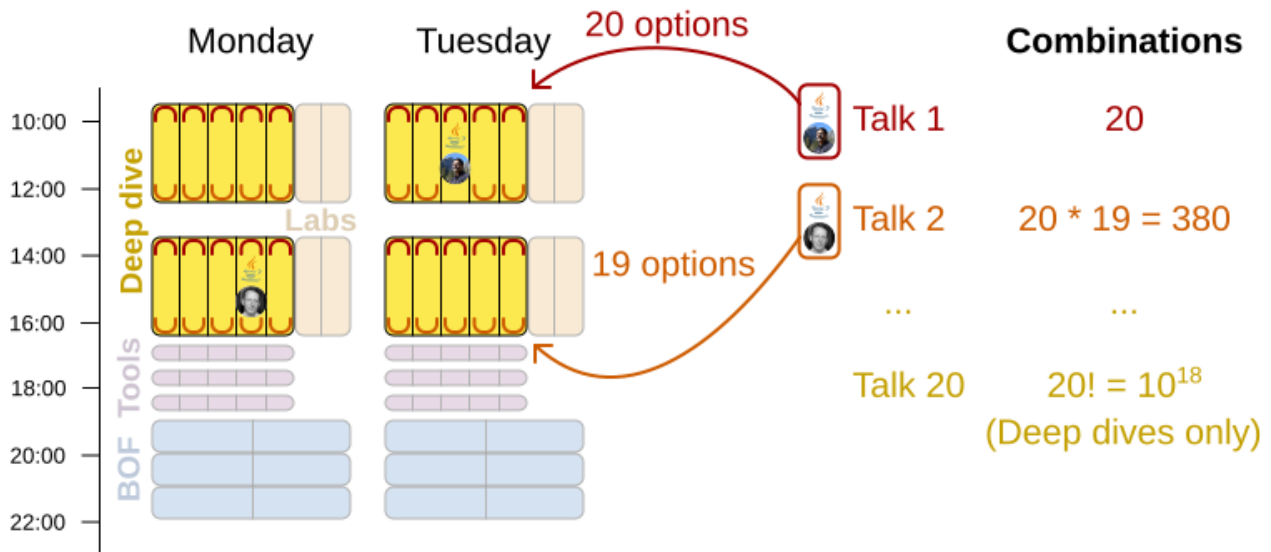 Monday
Tuesday
20 options
Combinations
10:00
12:00
14:00
16:00
18:00
20:00
22:00
Deep dive
Labs
Tools
BOF
19 options
Talk 1
20
Talk 2
20 * 19 = 380
...
...
Talk 20
20! = 10¹⁸
(Deep dives only)